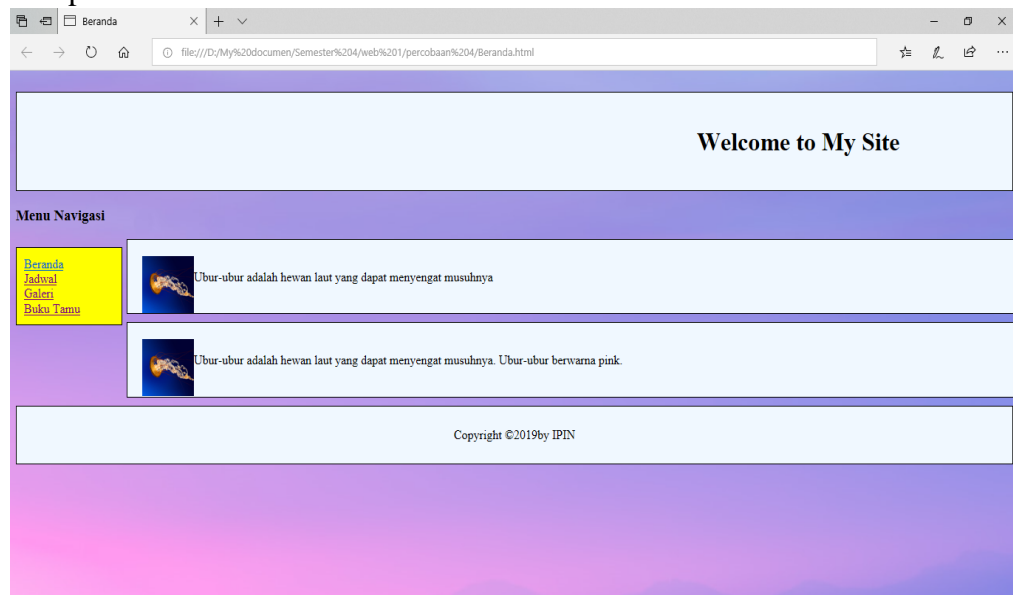 Beranda
file:///D:/My%20documen/Semester%204/web%201/percobaan%204/Beranda.html
Welcome to My Site
Menu Navigasi
Beranda
Jadwal
Galeri
Buku Tamu
Ubur-ubur adalah hewan laut yang dapat menyengat musuhnya
Ubur-ubur adalah hewan laut yang dapat menyengat musuhnya. Ubur-ubur berwarna pink.
Copyright ©2019by IPIN